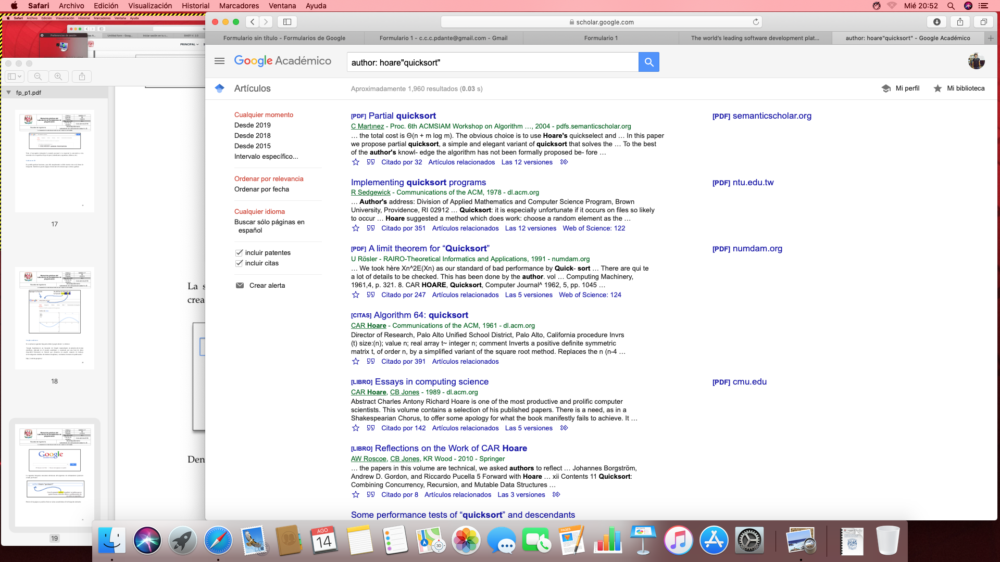 Safari Archivo Edición Visualización Historial Marcadores Ventana Ayuda
Mié 20:52
Safari Archivo Edición Visualización Historial Marcadores Ventana Ayuda
PRINCIPAL
scholar.google.com
Formulario sin título - Formularios de Google
Formulario 1 - c.c.c.pdante@gmail.com - Gmail
Formulario 1
The world's leading software development plat...
author: hoare"quicksort" - Google Académico
Google Académico
author: hoare"quicksort"
Artículos
Aproximadamente 1,960 resultados (0.03 s)
Mi perfil
Mi biblioteca
fp_p1.pdf
17
18
19
La s
crea
Den
Google
Cualquier momento
Desde 2019
Desde 2018
Desde 2015
Intervalo específico...
Ordenar por relevancia
Ordenar por fecha
Cualquier idioma
Buscar sólo páginas en
español
incluir patentes
incluir citas
Crear alerta
[PDF] Partial quicksort
C Martınez - Proc. 6th ACMSIAM Workshop on Algorithm …, 2004 - pdfs.semanticscholar.org
… the total cost is Θ(n + m log m). The obvious choice is to use Hoare's quickselect and … In this paper
we propose partial quicksort, a simple and elegant variant of quicksort that solves the … To the best
of the author's knowl- edge the algorithm has not been formally proposed be- fore …
Citado por 32 Artículos relacionados Las 12 versiones
[PDF] semanticscholar.org
Implementing quicksort programs
R Sedgewick - Communications of the ACM, 1978 - dl.acm.org
… Author's address: Division of Applied Mathematics and Computer Science Program, Brown
University, Providence, RI 02912 … Quicksort: it is especially unfortunate if it occurs on files so likely
to occur … Hoare suggested a method which does work: choose a random element as the …
Citado por 351 Artículos relacionados Las 12 versiones Web of Science: 122
[PDF] ntu.edu.tw
[PDF] A limit theorem for “Quicksort”
U Rösler - RAIRO-Theoretical Informatics and Applications, 1991 - numdam.org
… We took hère Xn^2E(Xn) as our standard of bad performance by Quick- sort … There are qui te
a lot of details to be checked. This has been done by the author. vol … Computing Machinery,
1961,4, p. 321. 8. CAR HOARE, Quicksort, Computer Journal^ 1962, 5, pp. 1045 …
Citado por 247 Artículos relacionados Las 5 versiones Web of Science: 124
[PDF] numdam.org
[CITAS] Algorithm 64: quicksort
CAR Hoare - Communications of the ACM, 1961 - dl.acm.org
Director of Research, Palo Alto Unified School District, Palo Alto, California procedure Invrs
(t) size:(n); value n; real array t~ integer n; comment Inverts a positive definite symmetric
matrix t, of order n, by a simplified variant of the square root method. Replaces the n (n-4 …
Citado por 391 Artículos relacionados
[LIBRO] Essays in computing science
CAR Hoare, CB Jones - 1989 - dl.acm.org
Abstract Charles Antony Richard Hoare is one of the most productive and prolific computer
scientists. This volume contains a selection of his published papers. There is a need, as in a
Shakespearian Chorus, to offer some apology for what the book manifestly fails to achieve. It …
Citado por 142 Artículos relacionados Las 5 versiones
[PDF] cmu.edu
[LIBRO] Reflections on the Work of CAR Hoare
AW Roscoe, CB Jones, KR Wood - 2010 - Springer
… the papers in this volume are technical, we asked authors to reflect … Johannes Borgström,
Andrew D. Gordon, and Riccardo Pucella 5 Forward with Hoare … xii Contents 11 Quicksort:
Combining Concurrency, Recursion, and Mutable Data Structures …
Citado por 8 Artículos relacionados Las 3 versiones
Some performance tests of “quicksort” and descendants
AGO
14
3D
PAGES